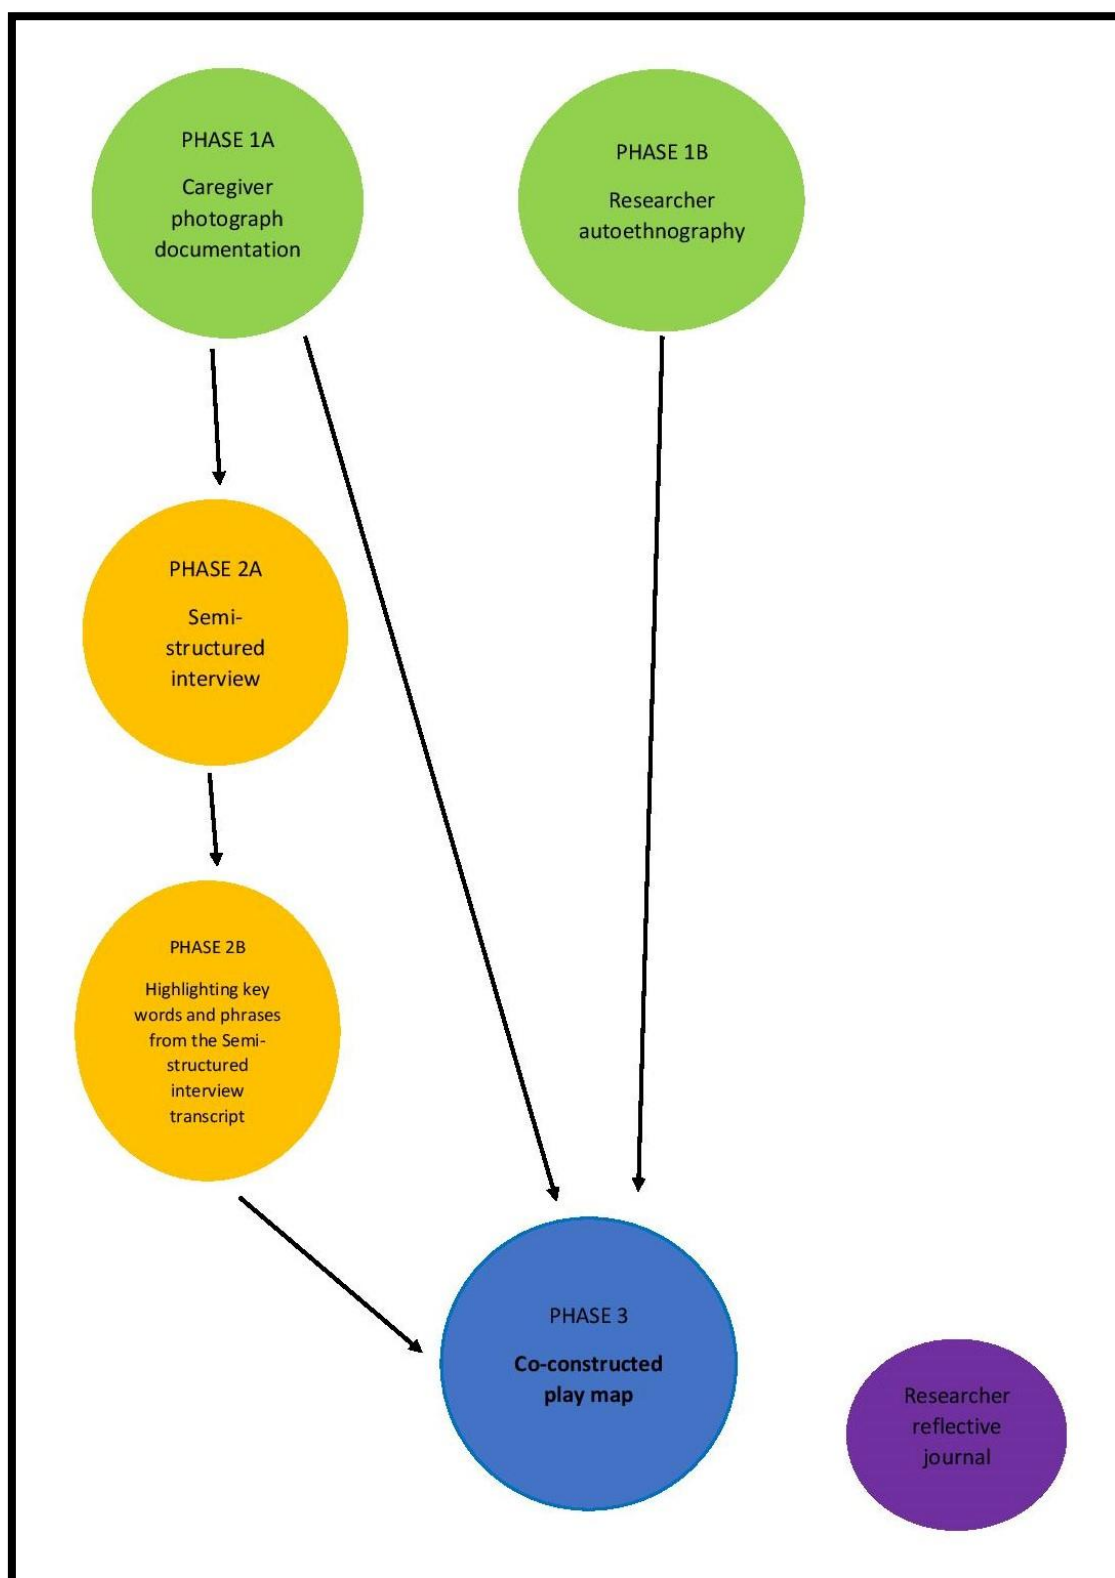 PHASE 1A
Caregiver
photograph
documentation
PHASE 1B
Researcher
autoethnography
PHASE 2A
Semi-
structured
interview
PHASE 2B
Highlighting key
words and phrases
from the Semi-
structured
interview
transcript
PHASE 3
Co-constructed
play map
Researcher
reflective
journal